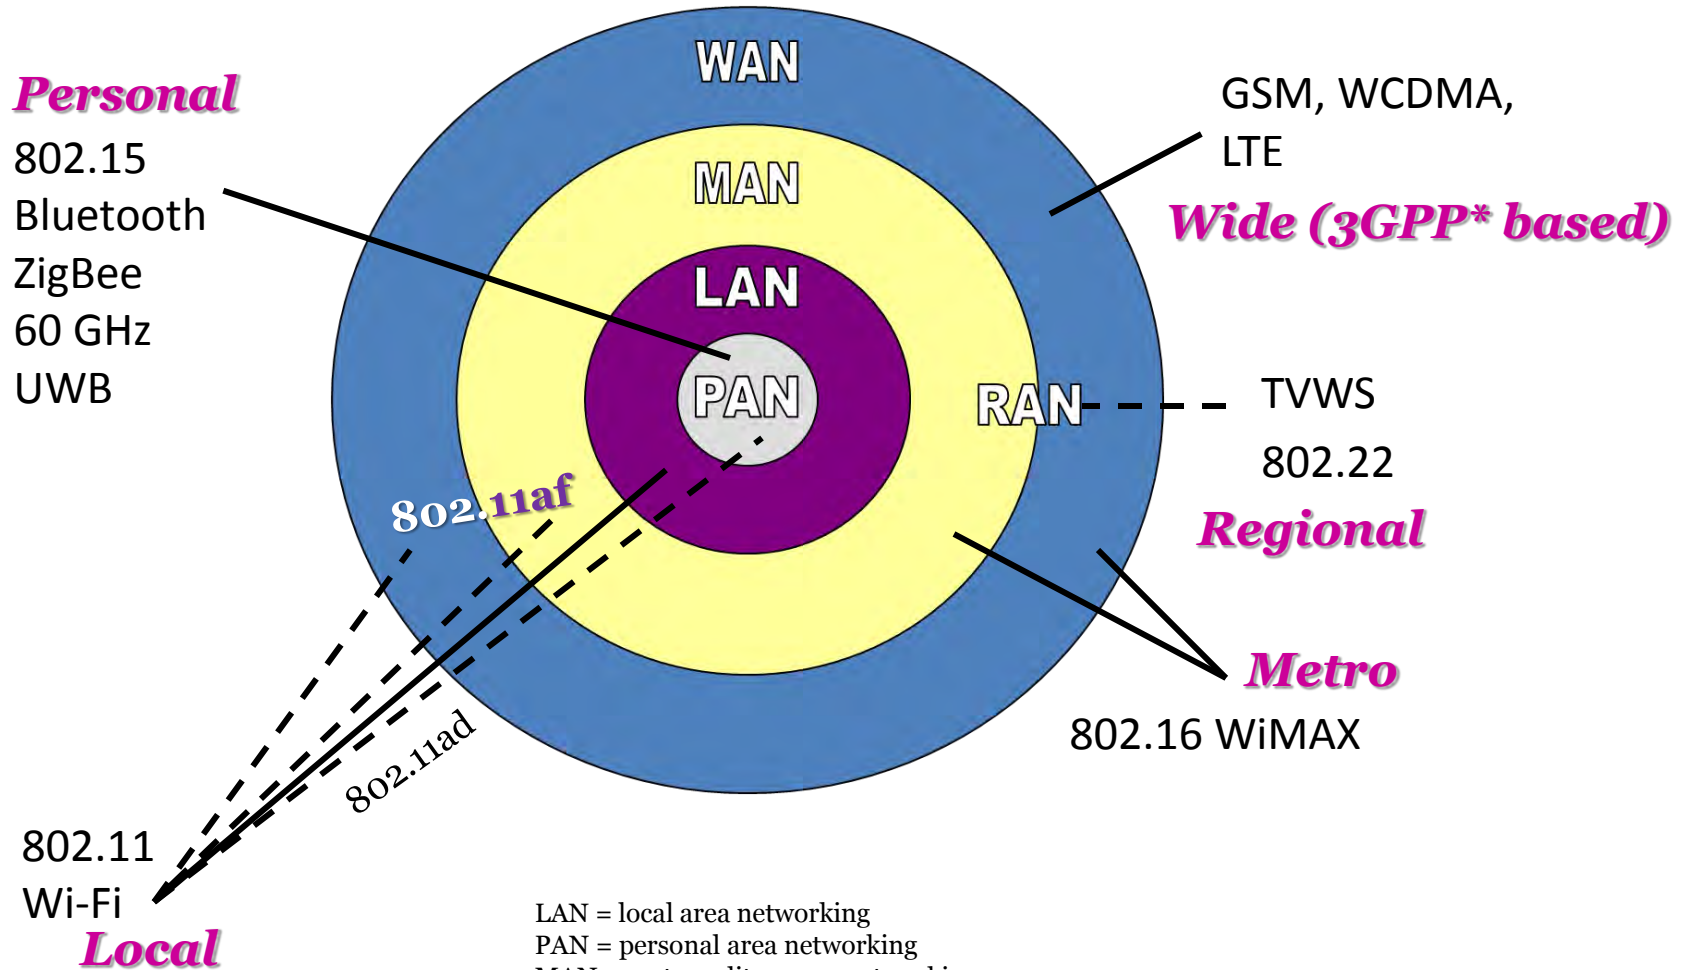 WAN
Personal
802.15
Bluetooth
ZigBee
60 GHz
UWB
GSM, WCDMA,
LTE
Wide (3GPP* based)
MAN
LAN
PAN
RAN
TVWS
802.22
Regional
802.11af
Metro
802.16 WiMAX
802.11ad
802.11
Wi-Fi
Local
LAN = local area networking
PAN = personal area networking